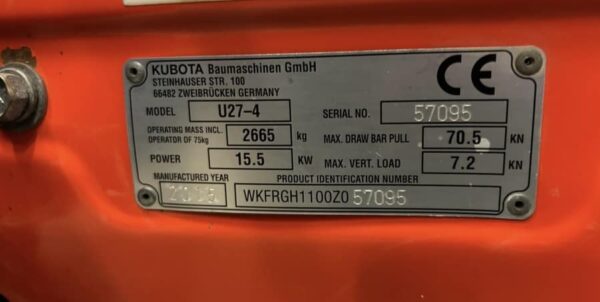 KUBOTA Baumaschinen GmbH
STEINHAUSER STR. 100
66482 ZWEIBRÜCKEN GERMANY
CE
MODEL U27-4 SERIAL NO. 57095
OPERATING MASS INCL. OPERATOR OF 75kg 2665 kg MAX. DRAW BAR PULL 70.5 KN
POWER 15.5 KW MAX. VERT. LOAD 7.2 KN
MANUFACTURED YEAR PRODUCT IDENTIFICATION NUMBER
WKFRGH1100Z057095